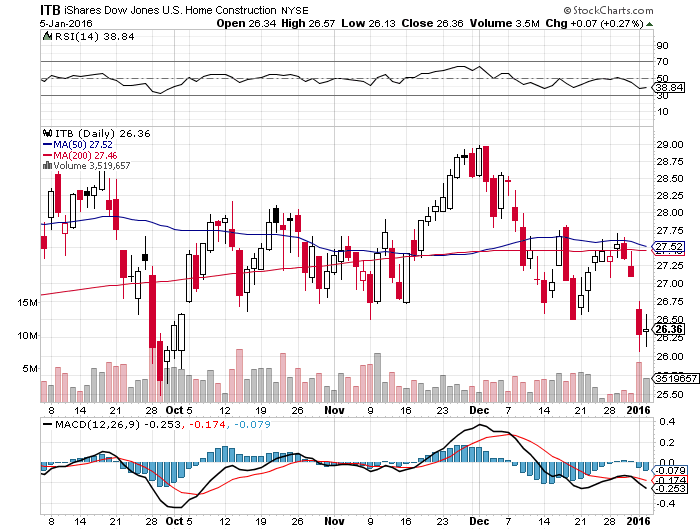 ITB iShares Dow Jones U.S. Home Construction NYSE © StockCharts.com
5-Jan-2016 Open 26.34 High 26.57 Low 26.13 Close 26.36 Volume 3.5M Chg +0.07 (+0.27%)
RSI(14) 38.84
90
70
50
38.84
30
10
ITB (Daily) 26.36
MA(50) 27.52
MA(200) 27.46
Volume 3,519,657
29.00
28.75
28.50
28.25
28.00
27.75
27.52
27.25
27.00
26.75
26.50
26.36
26.00
25.50
15M
10M
5M
3519657
8 14 21 28 Oct 5 12 19 26 Nov 9 16 23 Dec 7 14 21 28 2016
MACD(12,26,9) -0.253, -0.174, -0.079
0.4
0.2
0.0
-0.079
-0.174
-0.253
-0.4
8 14 21 28 Oct 5 12 19 26 Nov 9 16 23 Dec 7 14 21 28 2016